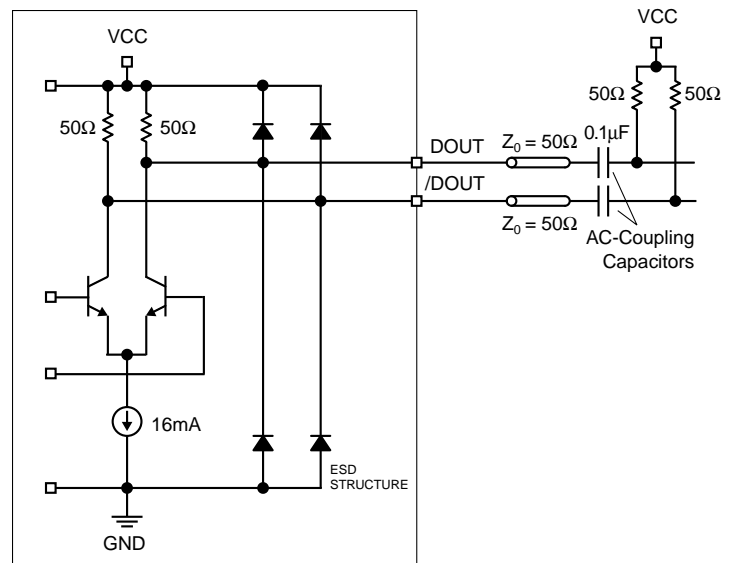 VCC
VCC
50Ω
50Ω
50Ω
50Ω
DOUT
Z0 = 50Ω
0.1µF
/DOUT
Z0 = 50Ω
AC-Coupling
Capacitors
16mA
ESD
STRUCTURE
GND